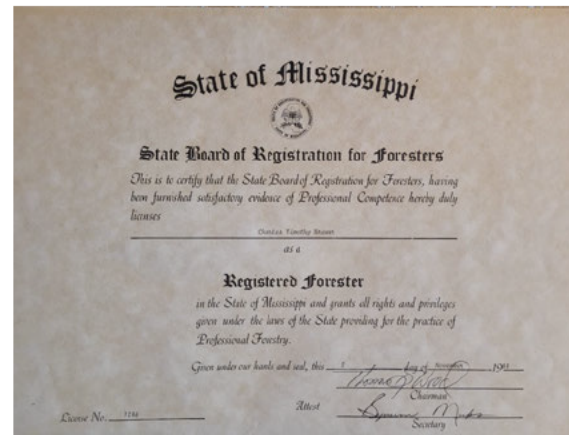 State of Mississippi
State Board of Registration for Foresters
This is to certify that the State Board of Registration for Foresters, having
been furnished satisfactory evidence of Professional Competence hereby duly
licenses
Timothy
as a
Registered Forester
in the State of Mississippi and grants all rights and privileges
given under the laws of the State providing for the practice of
Professional Forestry.
Given under our hands and seal, this day of November, 199
Chairman
Attest
License No.
Secretary